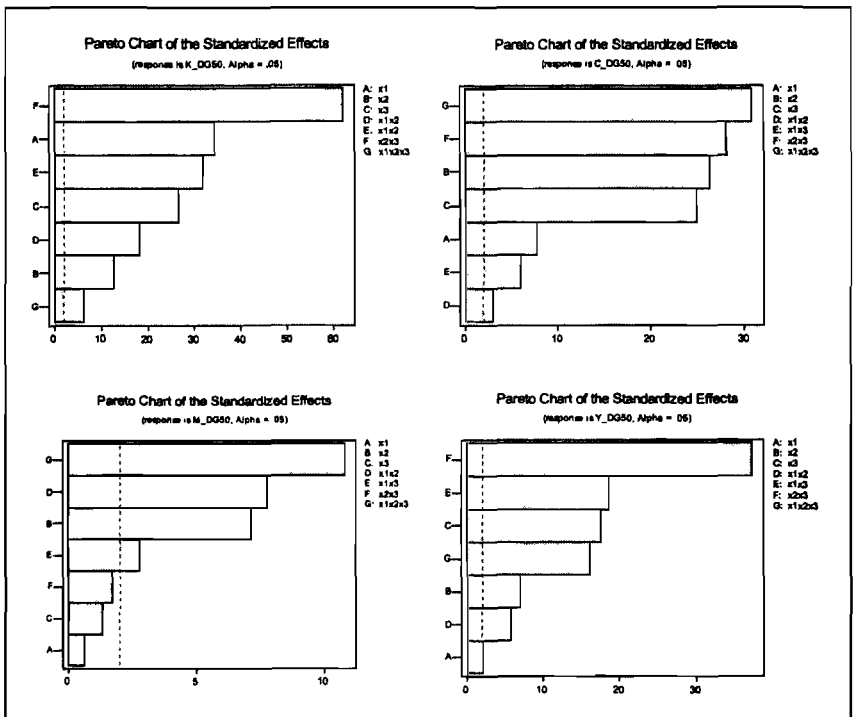 Pareto Chart of the Standardized Effects
(response is K_DG50, Alpha = .05)
F
A
E
C
D
B
G
0 10 20 30 40 50 60
A: x1
B: x2
C: x3
D: x1x2
E: x1x2
F: x2x3
G: x1x2x3
Pareto Chart of the Standardized Effects
(response is C_DG50, Alpha = .05)
G
F
B
C
A
E
D
0 10 20 30
A: x1
B: x2
C: x3
D: x1x2
E: x1x3
F: x2x3
G: x1x2x3
Pareto Chart of the Standardized Effects
(response is M_DG50, Alpha = .05)
G
D
B
E
F
C
A
0 5 10
A x1
B x2
C. x3
D x1x2
E x1x3
F x2x3
G: x1x2x3
Pareto Chart of the Standardized Effects
(response is Y_DG50, Alpha = .05)
F
E
C
G
B
D
A
0 10 20 30
A: x1
B: x2
C: x3
D: x1x2
E: x1x3
F: x2x3
G: x1x2x3